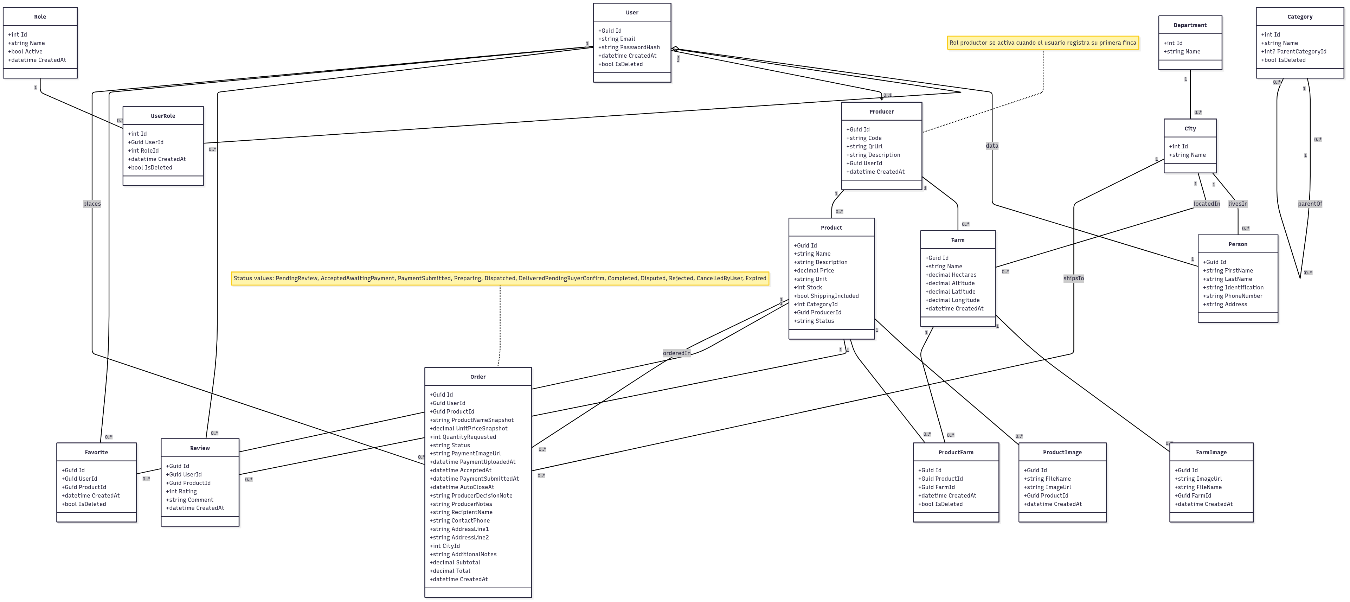 Role
+int Id
+string Name
+bool Active
+datetime CreatedAt
User
+Guid Id
+string Email
+string PasswordHash
+datetime CreatedAt
+bool IsDeleted
Rol productor se activa cuando el usuario registra su primera finca
Department
+int Id
+string Name
Category
+int Id
+string Name
+int? ParentCategoryId
+bool IsDeleted
UserRole
+int Id
+Guid UserId
+int RoleId
+datetime CreatedAt
+bool IsDeleted
Producer
+Guid Id
+string Code
+string QrUrl
+string Description
+Guid UserId
+datetime CreatedAt
City
+int Id
+string Name
data
places
locatedIn
livesIn
parentOf
Product
+Guid Id
+string Name
+string Description
+decimal Price
+string Unit
+int Stock
+bool ShippingIncluded
+int CategoryId
+Guid ProducerId
+string Status
Farm
+Guid Id
+string Name
+decimal Hectares
+decimal Altitude
+decimal Latitude
+decimal Longitude
+datetime CreatedAt
Person
+Guid Id
+string FirstName
+string LastName
+string Identification
+string PhoneNumber
+string Address
Status values: PendingReview, AcceptedAwaitingPayment, PaymentSubmitted, Preparing, Dispatched, DeliveredPendingBuyerConfirm, Completed, Disputed, Rejected, CancelledByUser, Expired
shipsTo
orderedIn
Order
+Guid Id
+Guid UserId
+Guid ProductId
+string ProductNameSnapshot
+decimal UnitPriceSnapshot
+int QuantityRequested
+string Status
+string PaymentImageUrl
+datetime PaymentUploadedAt
+datetime AcceptedAt
+datetime PaymentSubmittedAt
+datetime AutoCloseAt
+string ProducerDecisionNote
+string ProducerNotes
+string RecipientName
+string ContactPhone
+string AddressLine1
+string AddressLine2
+int CityId
+string AdditionalNotes
+decimal Subtotal
+decimal Total
+datetime CreatedAt
Favorite
+Guid Id
+Guid UserId
+Guid ProductId
+datetime CreatedAt
+bool IsDeleted
Review
+Guid Id
+Guid UserId
+Guid ProductId
+int Rating
+string Comment
+datetime CreatedAt
ProductFarm
+Guid Id
+Guid ProductId
+Guid FarmId
+datetime CreatedAt
+bool IsDeleted
ProductImage
+Guid Id
+string FileName
+string ImageUrl
+Guid ProductId
+datetime CreatedAt
FarmImage
+Guid Id
+string ImageUrl
+string FileName
+Guid FarmId
+datetime CreatedAt